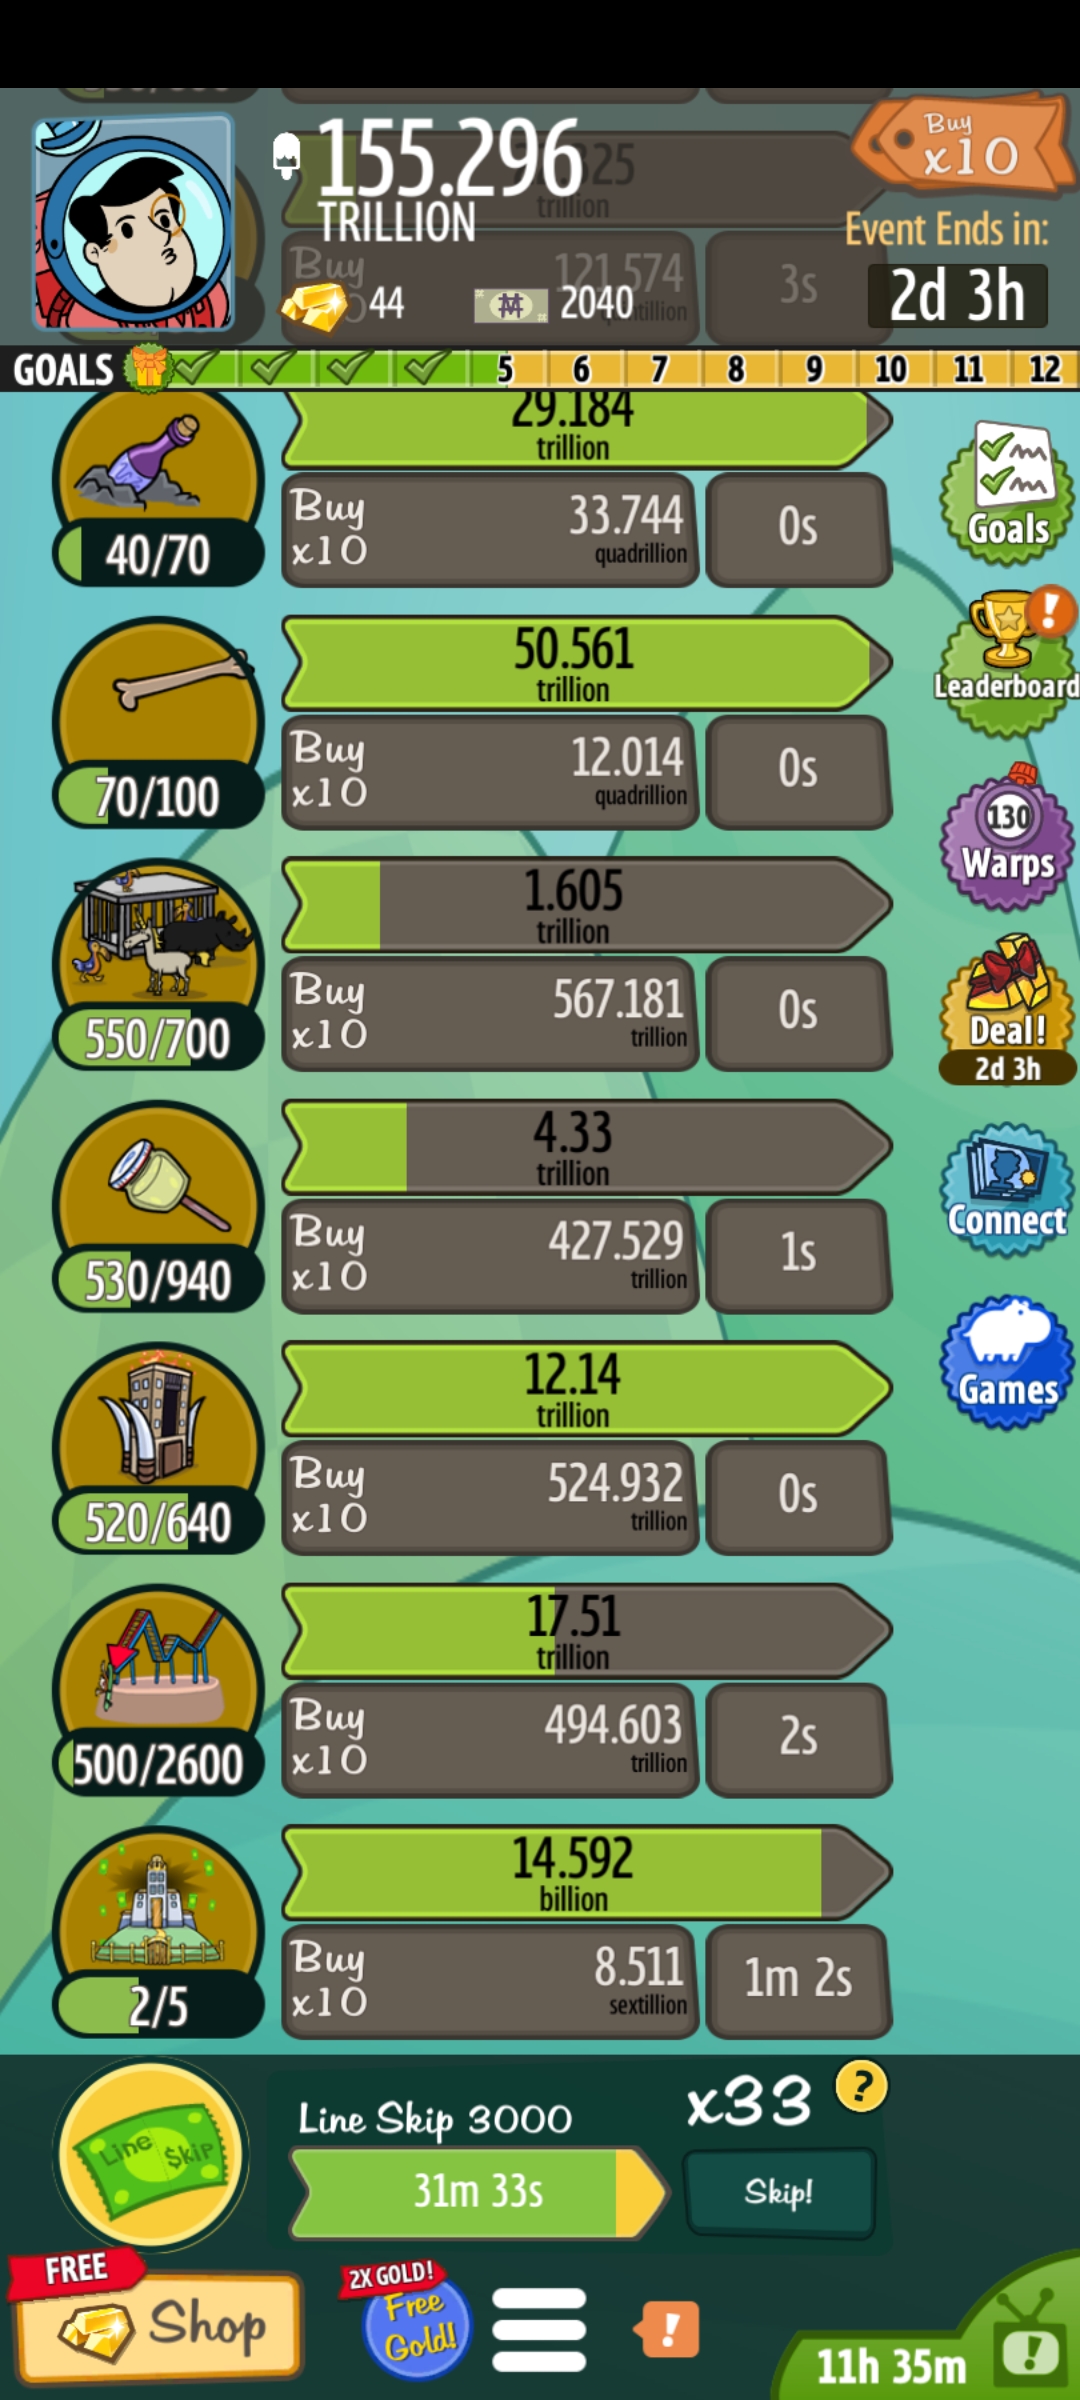 155.296
TRILLION
Buy
x10
Event Ends in:
2d 3h
trillion
Buy
121.574
3s
44
2040
GOALS
5
6
7
8
9
10
11
12
29.184
trillion
Buy
x10
33.744
quadrillion
0s
40/70
Goals
50.561
trillion
Buy
x10
12.014
quadrillion
0s
70/100
!
Leaderboard
1.605
trillion
Buy
x10
567.181
trillion
0s
550/700
130
Warps
4.33
trillion
Buy
x10
427.529
trillion
1s
530/940
Deal!
2d 3h
12.14
trillion
Buy
x10
524.932
trillion
0s
520/640
Connect
17.51
trillion
Buy
x10
494.603
trillion
2s
500/2600
Games
14.592
billion
Buy
x10
8.511
sextillion
1m 2s
2/5
Line Skip
Line Skip 3000
31m 33s
x33
?
Skip!
FREE
Shop
2X GOLD!
Free
Gold!
!
11h 35m
!